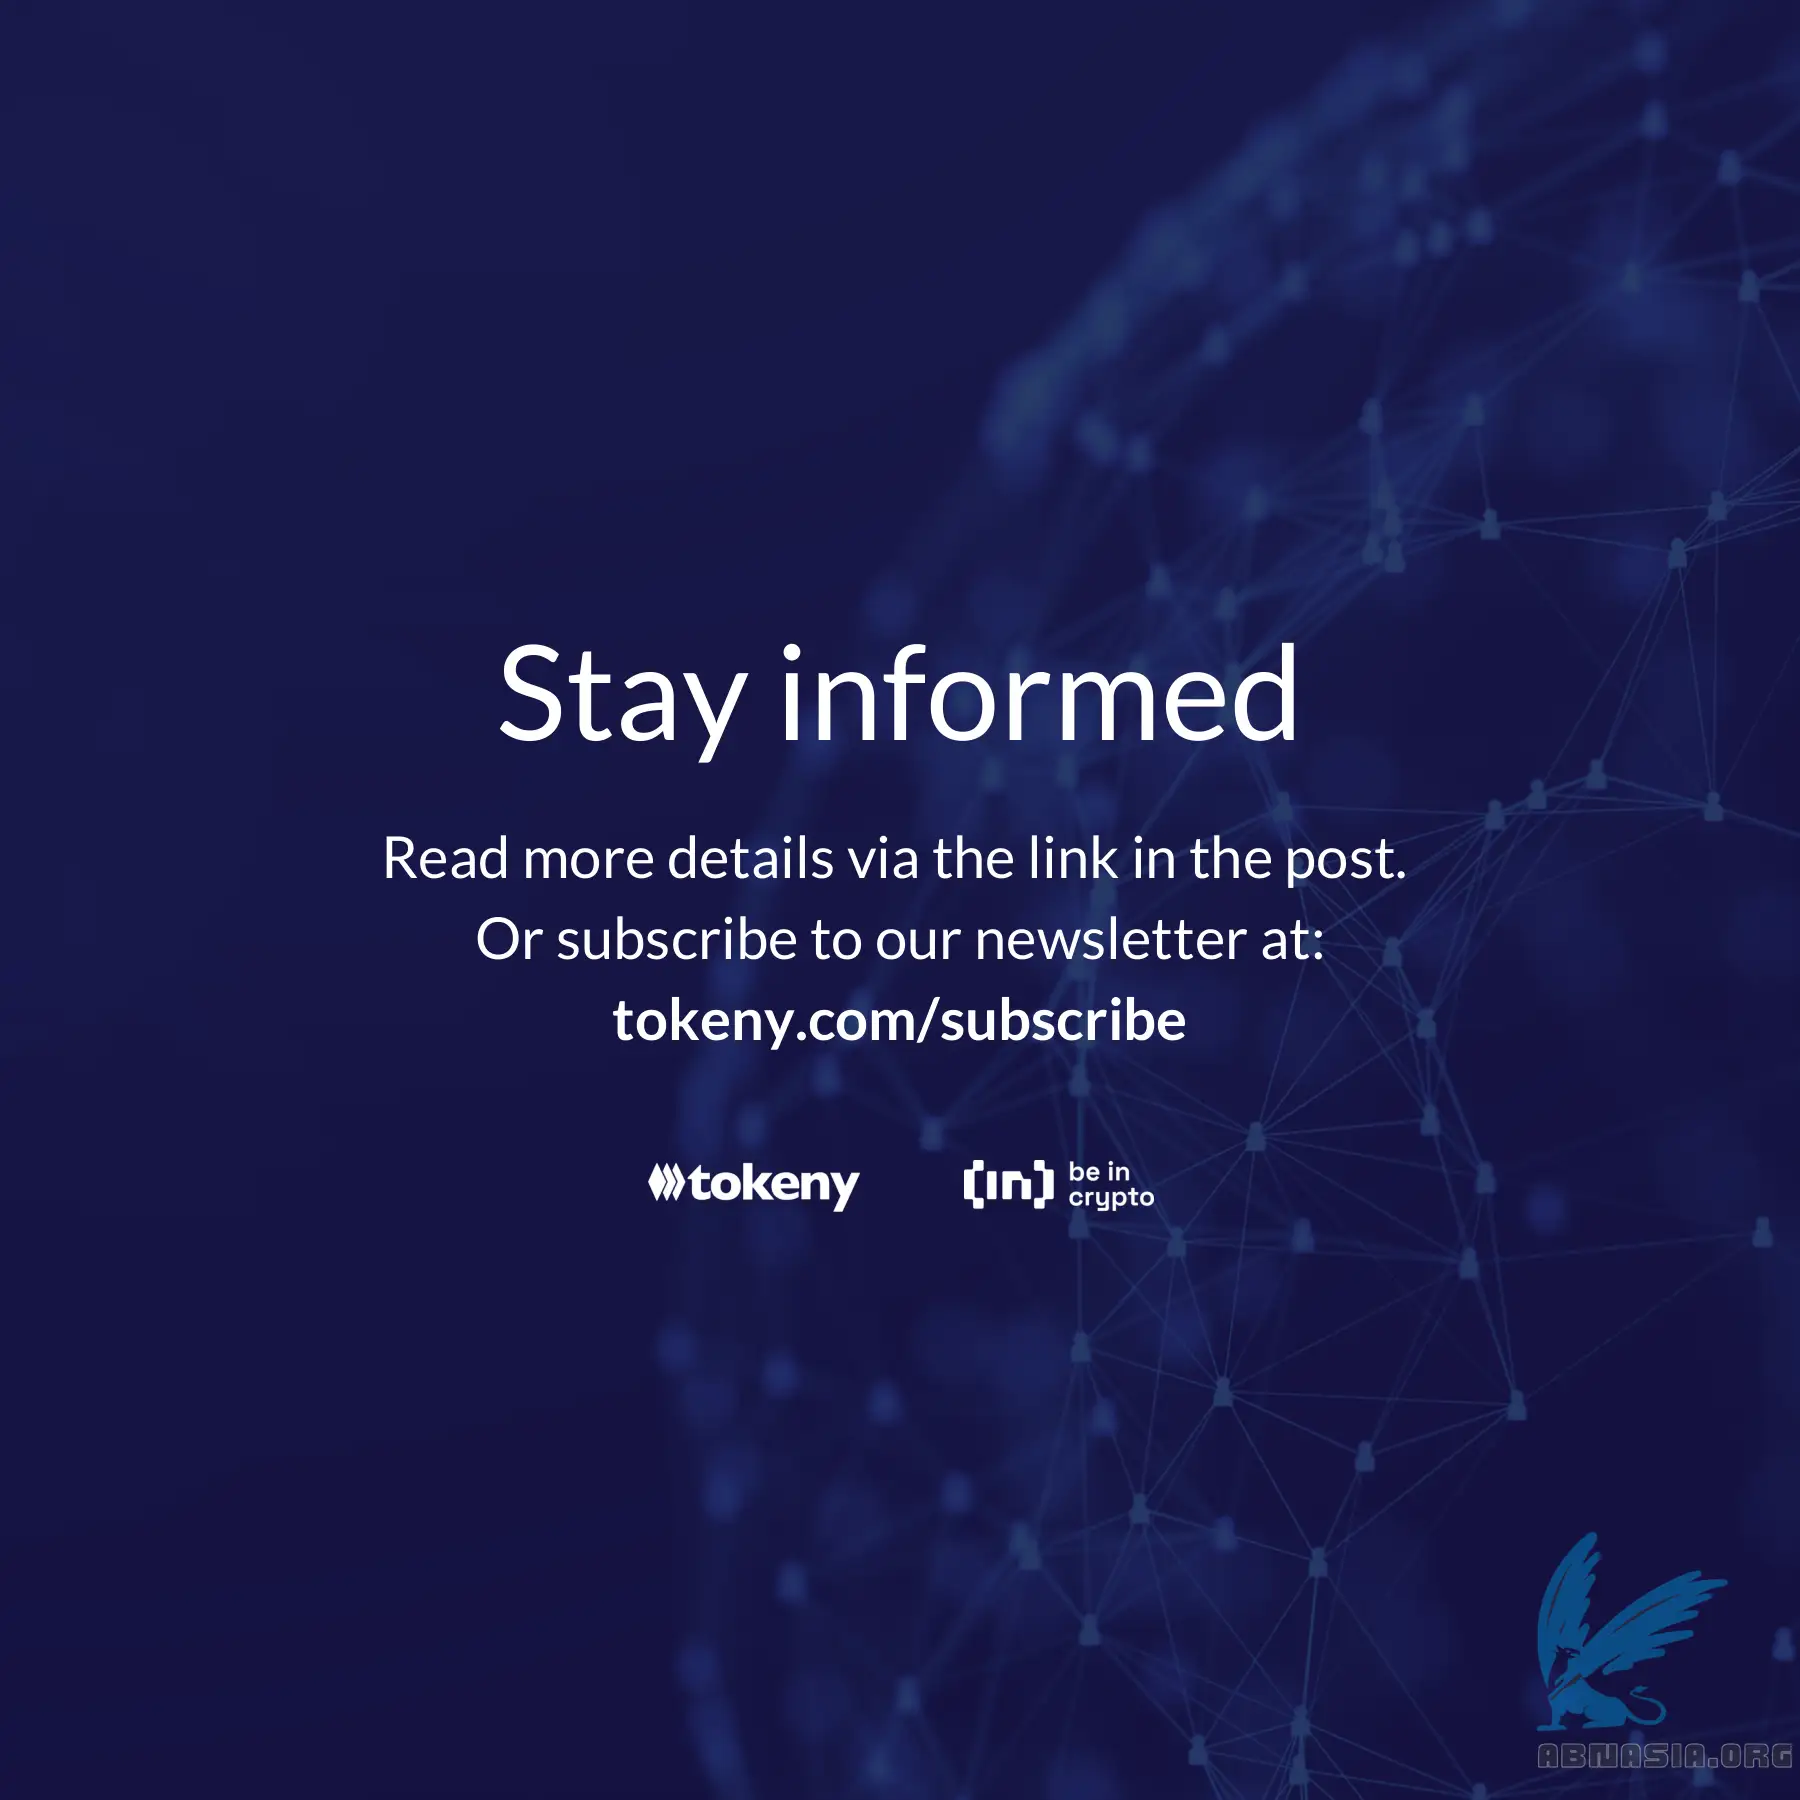 Stay informed
Read more details via the link in the post.
Or subscribe to our newsletter at:
tokeny.com/subscribe
tokeny
[in] be in
crypto
ABNASIA.ORG